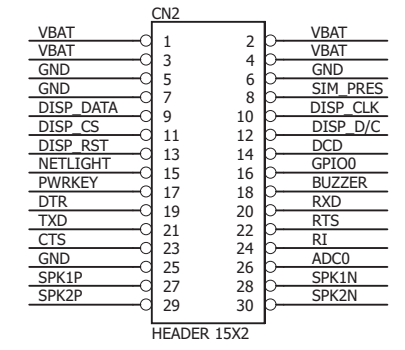 CN2
VBAT 1 2 VBAT
VBAT 3 4 VBAT
GND 5 6 GND
GND 7 8 SIM_PRES
DISP_DATA 9 10 DISP_CLK
DISP_CS 11 12 DISP_D/C
DISP_RST 13 14 DCD
NETLIGHT 15 16 GPIO0
PWRKEY 17 18 BUZZER
DTR 19 20 RXD
TXD 21 22 RTS
CTS 23 24 RI
GND 25 26 ADC0
SPK1P 27 28 SPK1N
SPK2P 29 30 SPK2N
HEADER 15X2